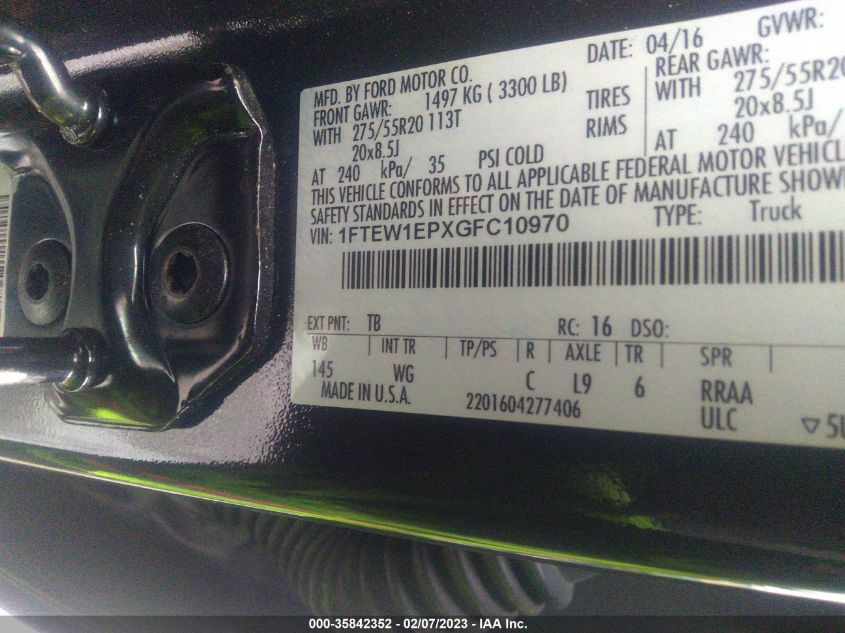 MFD. BY FORD MOTOR CO.
DATE: 04/16 GVWR:
FRONT GAWR: 1497 KG ( 3300 LB)
REAR GAWR:
WITH 275/55R20 113T TIRES WITH 275/55R20
20x8.5J RIMS 20x8.5J
AT 240 kPa/ 35 PSI COLD AT 240 kPa/
THIS VEHICLE CONFORMS TO ALL APPLICABLE FEDERAL MOTOR VEHICL
SAFETY STANDARDS IN EFFECT ON THE DATE OF MANUFACTURE SHOW
VIN: 1FTEW1EPXGFC10970 TYPE: Truck
EXT PNT: TB RC: 16 DSO:
WB INT TR TP/PS R AXLE TR SPR
145 WG C L9 6 RRAA
MADE IN U.S.A. 2201604277406 ULC ▽5U
000-35842352 - 02/07/2023 - IAA Inc.